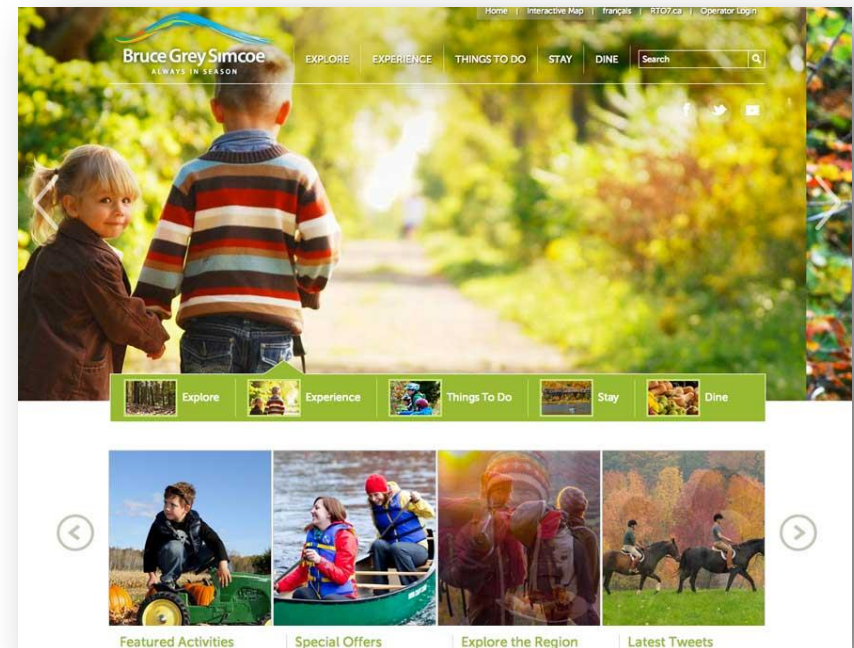 Home | Interactive Map | français | RTO7.ca | Operator Login
Bruce Grey Simcoe
ALWAYS IN SEASON
EXPLORE
EXPERIENCE
THINGS TO DO
STAY
DINE
Search
Explore
Experience
Things To Do
Stay
Dine
Featured Activities
Special Offers
Explore the Region
Latest Tweets